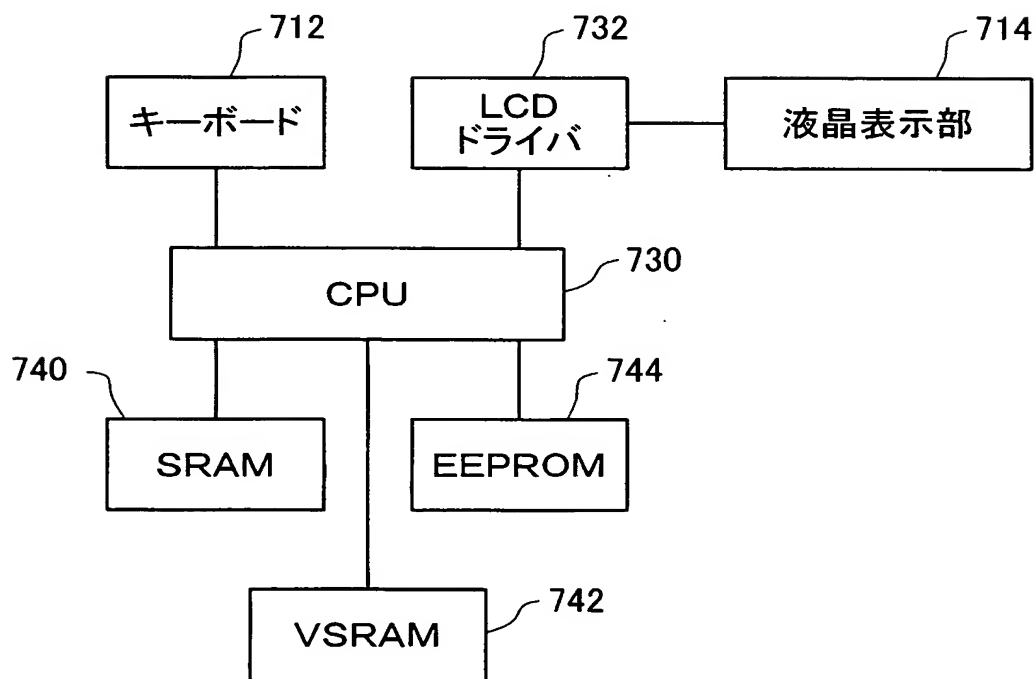 712
732
714
キーボード
LCD
ドライバ
液晶表示部
CPU
730
740
744
SRAM
EEPROM
742
VSRAM